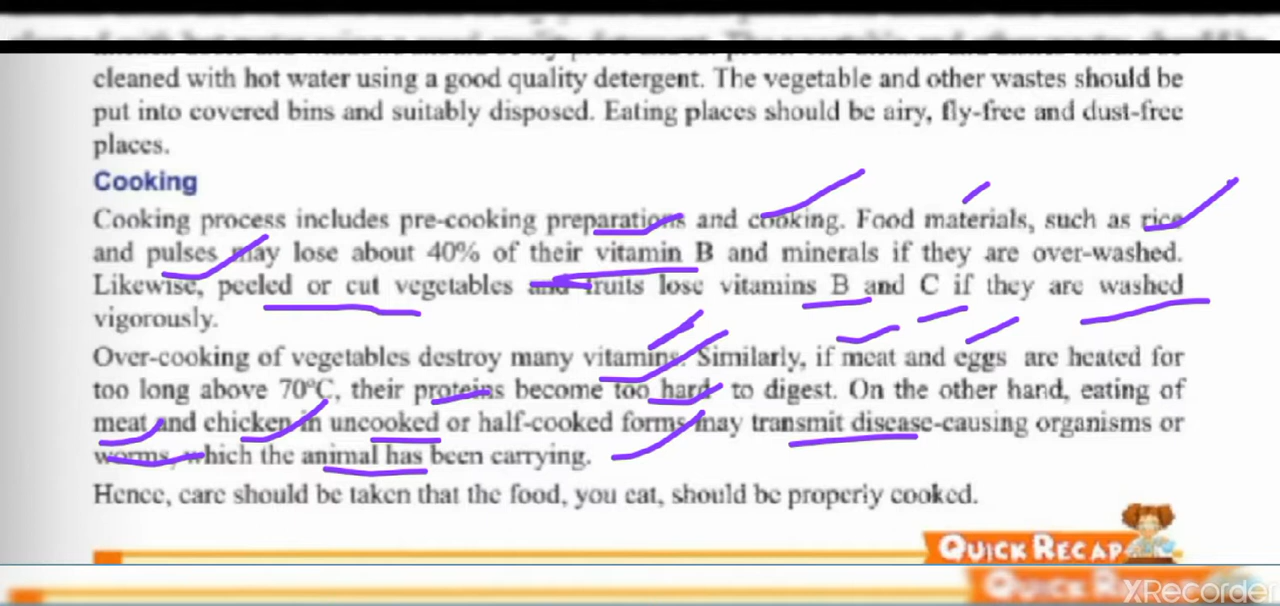 cleaned with hot water using a good quality detergent. The vegetable and other wastes should be
put into covered bins and suitably disposed. Eating places should be airy, fly-free and dust-free
places.
Cooking
Cooking process includes pre-cooking preparations and cooking. Food materials, such as rice
and pulses may lose about 40% of their vitamin B and minerals if they are over-washed.
Likewise, peeled or cut vegetables and fruits lose vitamins B and C if they are washed
vigorously.
Over-cooking of vegetables destroy many vitamins. Similarly, if meat and eggs are heated for
too long above 70°C, their proteins become too hard to digest. On the other hand, eating of
meat and chicken in uncooked or half-cooked forms may transmit disease-causing organisms or
worms, which the animal has been carrying.
Hence, care should be taken that the food, you eat, should be properly cooked.
QUICK RECAP
XRecorder